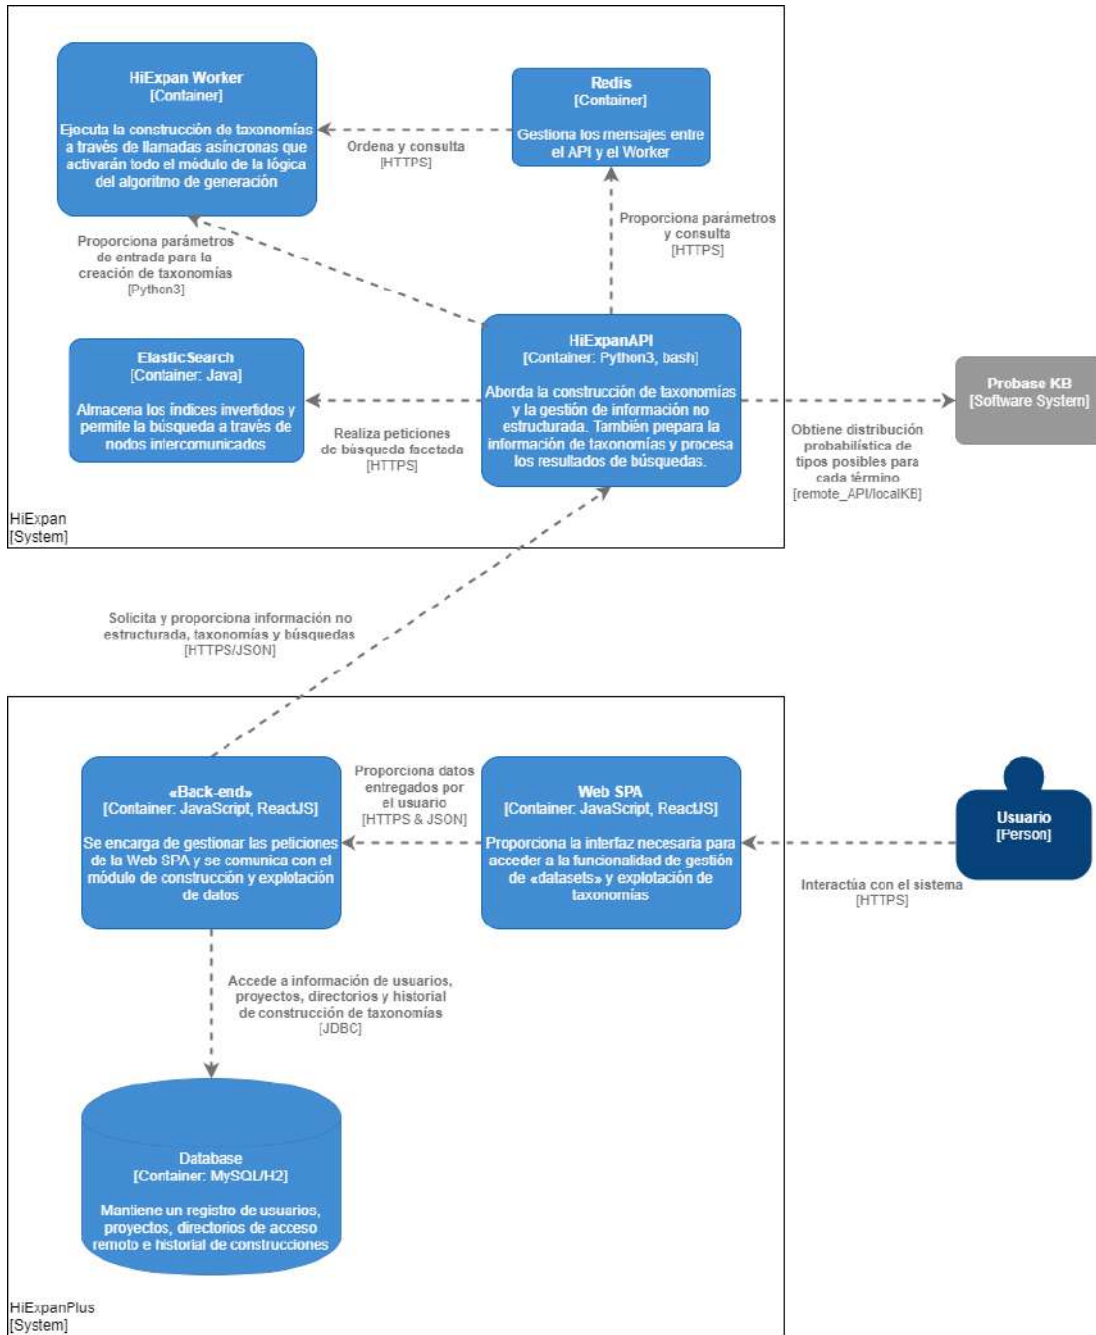 HiExpan Worker
[Container]
Ejecuta la construcción de taxonomías
a través de llamadas asíncronas que
activarán todo el módulo de la lógica
del algoritmo de generación
Redis
[Container]
Gestiona los mensajes entre
el API y el Worker
Ordena y consulta
[HTTPS]
Proporciona parámetros
y consulta
[HTTPS]
Proporciona parámetros
de entrada para la
creación de taxonomías
[Python3]
ElasticSearch
[Container: Java]
Almacena los índices invertidos y
permite la búsqueda a través de
nodos intercomunicados
Realiza peticiones
de búsqueda facetada
[HTTPS]
HiExpanAPI
[Container: Python3, bash]
Aborda la construcción de taxonomías
y la gestión de información no
estructurada. También prepara la
información de taxonomías y procesa
los resultados de búsquedas.
Probase KB
[Software System]
Obtiene distribución
probabilística de
tipos posibles para
cada término
[remote_API/localKB]
HiExpan
[System]
Solicita y proporciona información no
estructurada, taxonomías y búsquedas
[HTTPS/JSON]
«Back-end»
[Container: JavaScript, ReactJS]
Se encarga de gestionar las peticiones
de la Web SPA y se comunica con el
módulo de construcción y explotación
de datos
Proporciona datos
entregados por
el usuario
[HTTPS & JSON]
Web SPA
[Container: JavaScript, ReactJS]
Proporciona la interfaz necesaria para
acceder a la funcionalidad de gestión
de «datasets» y explotación de
taxonomías
Usuario
[Person]
Interactúa con el sistema
[HTTPS]
Accede a información de usuarios,
proyectos, directorios y historial
de construcción de taxonomías
[JDBC]
Database
[Container: MySQL/H2]
Mantiene un registro de usuarios,
proyectos, directorios de acceso
remoto e historial de construcciones
HiExpanPlus
[System]